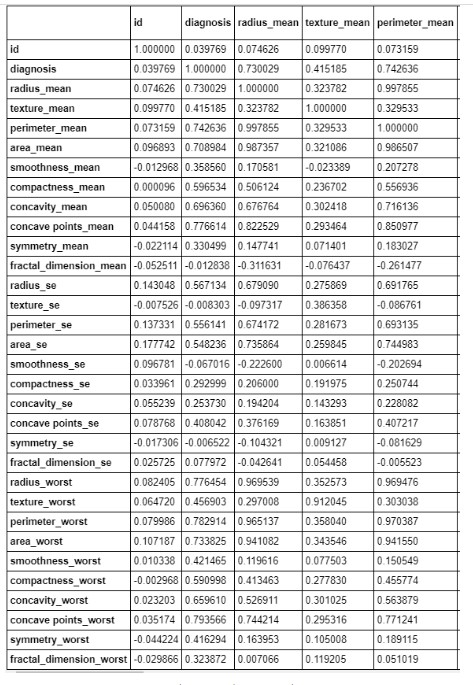 id diagnosis radius_mean texture_mean perimeter_mean
id 1.000000 0.039769 0.074626 0.099770 0.073159
diagnosis 0.039769 1.000000 0.730029 0.415185 0.742636
radius_mean 0.074626 0.730029 1.000000 0.323782 0.997855
texture_mean 0.099770 0.415185 0.323782 1.000000 0.329533
perimeter_mean 0.073159 0.742636 0.997855 0.329533 1.000000
area_mean 0.096893 0.708984 0.987357 0.321086 0.986507
smoothness_mean -0.012968 0.358560 0.170581 -0.023389 0.207278
compactness_mean 0.000096 0.596534 0.506124 0.236702 0.556936
concavity_mean 0.050080 0.696360 0.676764 0.302418 0.716136
concave points_mean 0.044158 0.776614 0.822529 0.293464 0.850977
symmetry_mean -0.022114 0.330499 0.147741 0.071401 0.183027
fractal_dimension_mean -0.052511 -0.012838 -0.311631 -0.076437 -0.261477
radius_se 0.143048 0.567134 0.679090 0.275869 0.691765
texture_se -0.007526 -0.008303 -0.097317 0.386358 -0.086761
perimeter_se 0.137331 0.556141 0.674172 0.281673 0.693135
area_se 0.177742 0.548236 0.735864 0.259845 0.744983
smoothness_se 0.096781 -0.067016 -0.222600 0.006614 -0.202694
compactness_se 0.033961 0.292999 0.206000 0.191975 0.250744
concavity_se 0.055239 0.253730 0.194204 0.143293 0.228082
concave points_se 0.078768 0.408042 0.376169 0.163851 0.407217
symmetry_se -0.017306 -0.006522 -0.104321 0.009127 -0.081629
fractal_dimension_se 0.025725 0.077972 -0.042641 0.054458 -0.005523
radius_worst 0.082405 0.776454 0.969539 0.352573 0.969476
texture_worst 0.064720 0.456903 0.297008 0.912045 0.303038
perimeter_worst 0.079986 0.782914 0.965137 0.358040 0.970387
area_worst 0.107187 0.733825 0.941082 0.343546 0.941550
smoothness_worst 0.010338 0.421465 0.119616 0.077503 0.150549
compactness_worst -0.002968 0.590998 0.413463 0.277830 0.455774
concavity_worst 0.023203 0.659610 0.526911 0.301025 0.563879
concave points_worst 0.035174 0.793566 0.744214 0.295316 0.771241
symmetry_worst -0.044224 0.416294 0.163953 0.105008 0.189115
fractal_dimension_worst -0.029866 0.323872 0.007066 0.119205 0.051019